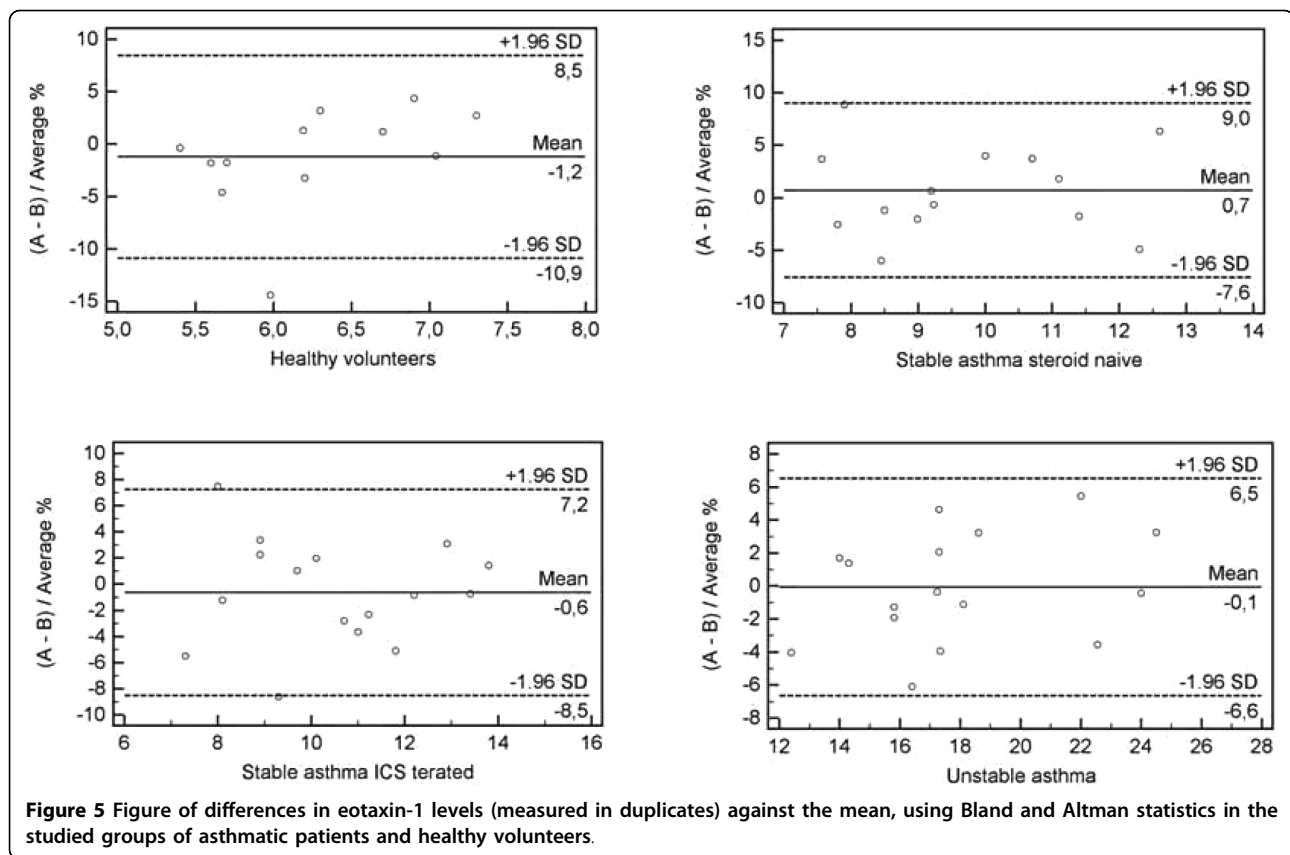 10
5
0
-5
-10
-15
(A - B) / Average %
+1.96 SD
8,5
Mean
-1,2
-1.96 SD
-10,9
5,0 5,5 6,0 6,5 7,0 7,5 8,0
Healthy volunteers
15
10
5
0
-5
-10
(A - B) / Average %
+1.96 SD
9,0
Mean
0,7
-1.96 SD
-7,6
7 8 9 10 11 12 13 14
Stable asthma steroid naive
10
8
6
4
2
0
-2
-4
-6
-8
-10
(A - B) / Average %
+1.96 SD
7,2
Mean
-0,6
-1.96 SD
-8,5
6 8 10 12 14 16
Stable asthma ICS terated
8
6
4
2
0
-2
-4
-6
-8
(A - B) / Average %
+1.96 SD
6,5
Mean
-0,1
-1.96 SD
-6,6
12 14 16 18 20 22 24 26 28
Unstable asthma
Figure 5 Figure of differences in eotaxin-1 levels (measured in duplicates) against the mean, using Bland and Altman statistics in the
studied groups of asthmatic patients and healthy volunteers.